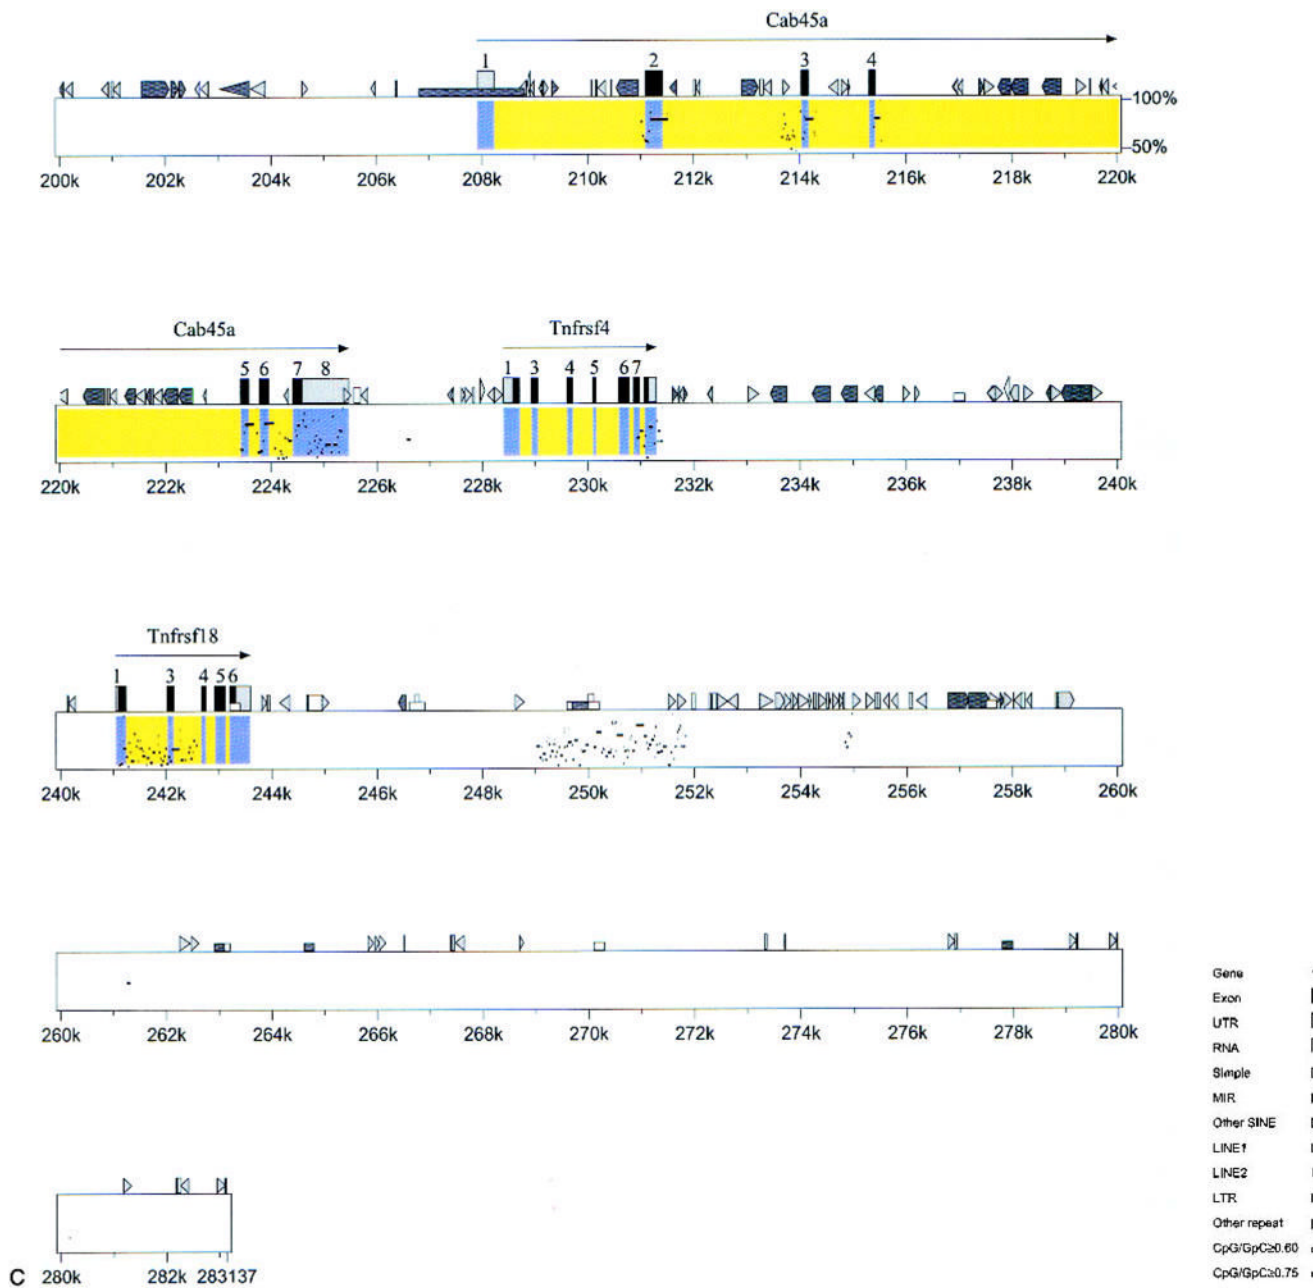 Cab45a
1 2 3 4
100%
50%
200k 202k 204k 206k 208k 210k 212k 214k 216k 218k 220k
Cab45a Tnfrsf4
5 6 7 8 1 3 4 5 6 7
220k 222k 224k 226k 228k 230k 232k 234k 236k 238k 240k
Tnfrsf18
1 3 4 5 6
240k 242k 244k 246k 248k 250k 252k 254k 256k 258k 260k
260k 262k 264k 266k 268k 270k 272k 274k 276k 278k 280k
Gene
Exon
UTR
RNA
Simple
MIR
Other SINE
LINE1
LINE2
LTR
Other repeat
CpG/GpC≥0.60
CpG/GpC≥0.75
C 280k 282k 283137